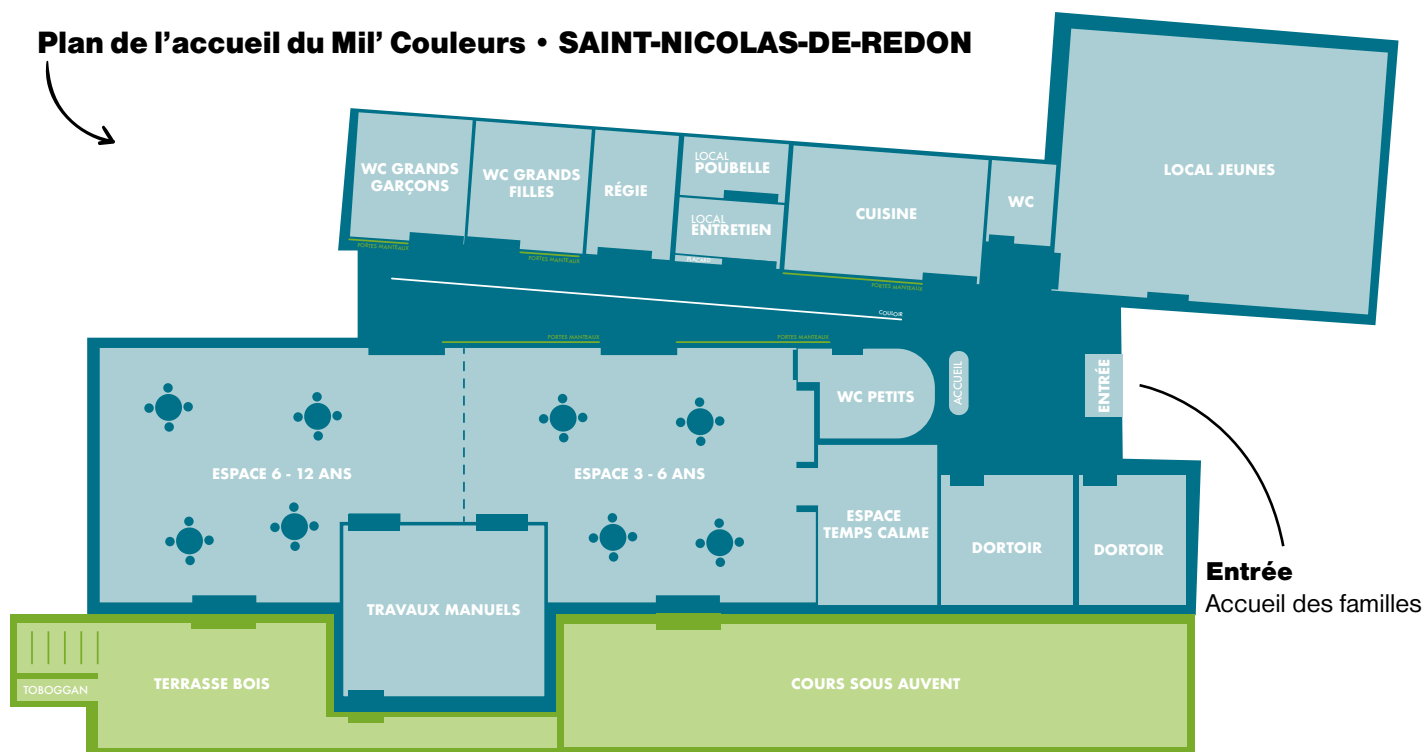 Plan de l'accueil du Mil' Couleurs • SAINT-NICOLAS-DE-REDON
WC GRANDS
GARÇONS
WC GRANDS
FILLES
RÉGIE
LOCAL
POUBELLE
LOCAL
ENTRETIEN
CUISINE
WC
LOCAL JEUNES
PORTES MANTEAUX
PORTES MANTEAUX
PLACARD
PORTES MANTEAUX
COULOIR
PORTES MANTEAUX
PORTES MANTEAUX
WC PETITS
ACCUEIL
ENTRÉE
ESPACE 6 - 12 ANS
ESPACE 3 - 6 ANS
ESPACE
TEMPS CALME
DORTOIR
DORTOIR
Entrée
Accueil des familles
TRAVAUX MANUELS
TOBOGGAN
TERRASSE BOIS
COURS SOUS AUVENT